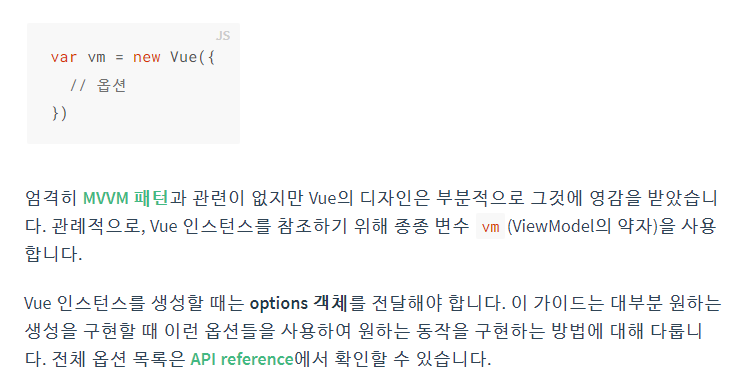 JS
var vm = new Vue({
  // 옵션
})
엄격히 MVVM 패턴과 관련이 없지만 Vue의 디자인은 부분적으로 그것에 영감을 받았습니
다. 관례적으로, Vue 인스턴스를 참조하기 위해 종종 변수 vm (ViewModel의 약자)을 사용
합니다.
Vue 인스턴스를 생성할 때는 options 객체를 전달해야 합니다. 이 가이드는 대부분 원하는
생성을 구현할 때 이런 옵션들을 사용하여 원하는 동작을 구현하는 방법에 대해 다룹니
다. 전체 옵션 목록은 API reference에서 확인할 수 있습니다.